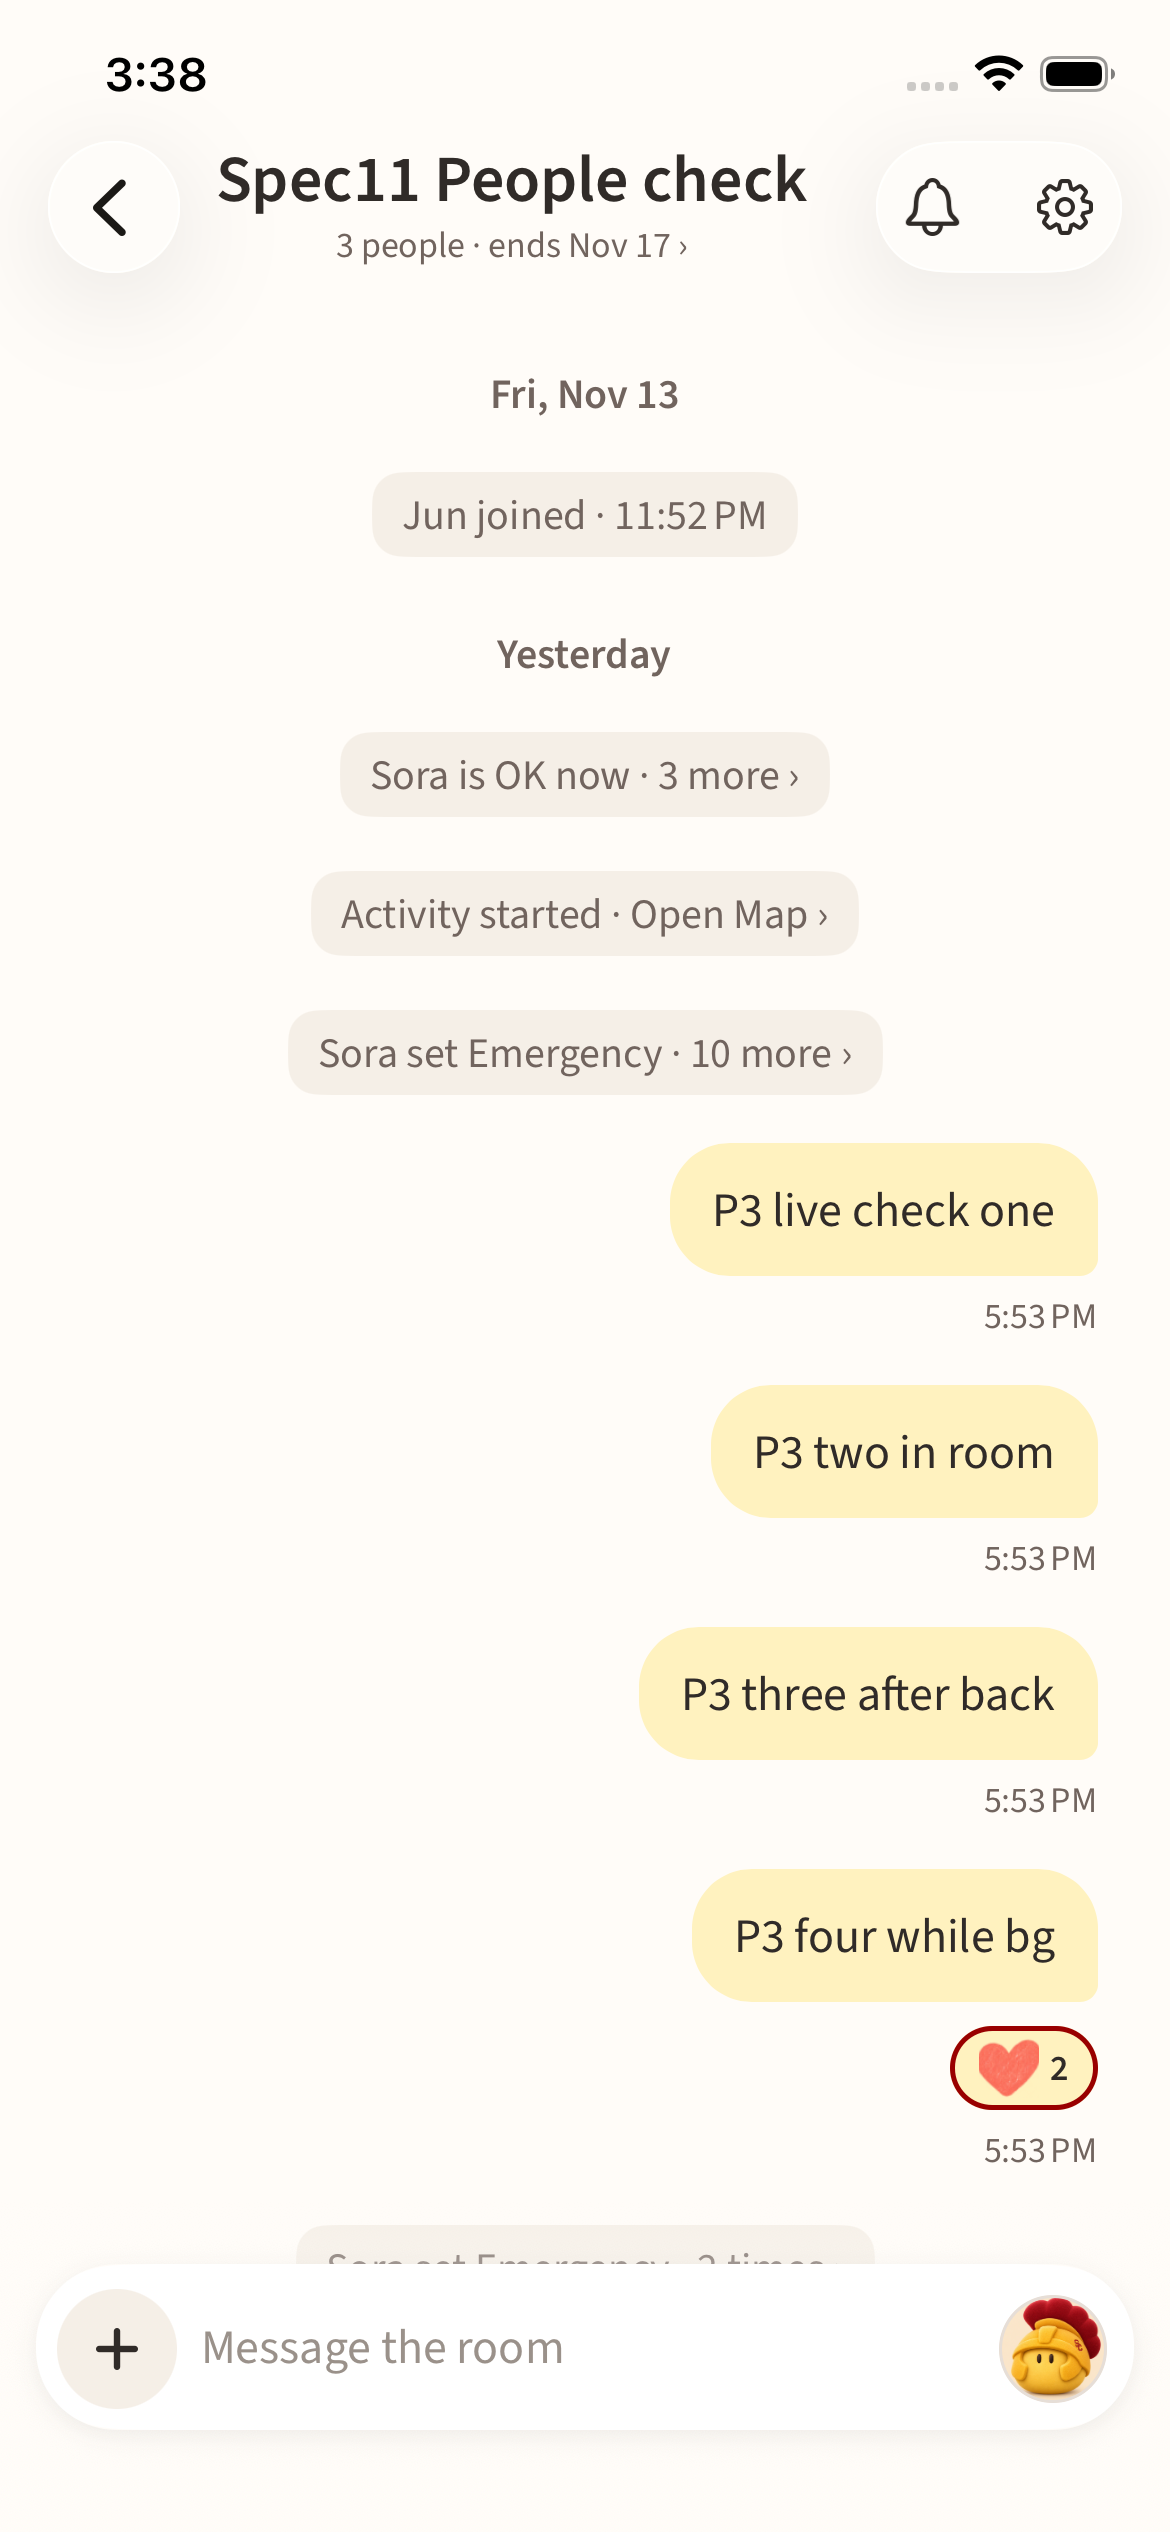 3:38
Spec11 People check
3 people · ends Nov 17 ›
Fri, Nov 13
Jun joined · 11:52 PM
Yesterday
Sora is OK now · 3 more ›
Activity started · Open Map ›
Sora set Emergency · 10 more ›
P3 live check one
5:53 PM
P3 two in room
5:53 PM
P3 three after back
5:53 PM
P3 four while bg
2
5:53 PM
Sora set Emergency
Message the room